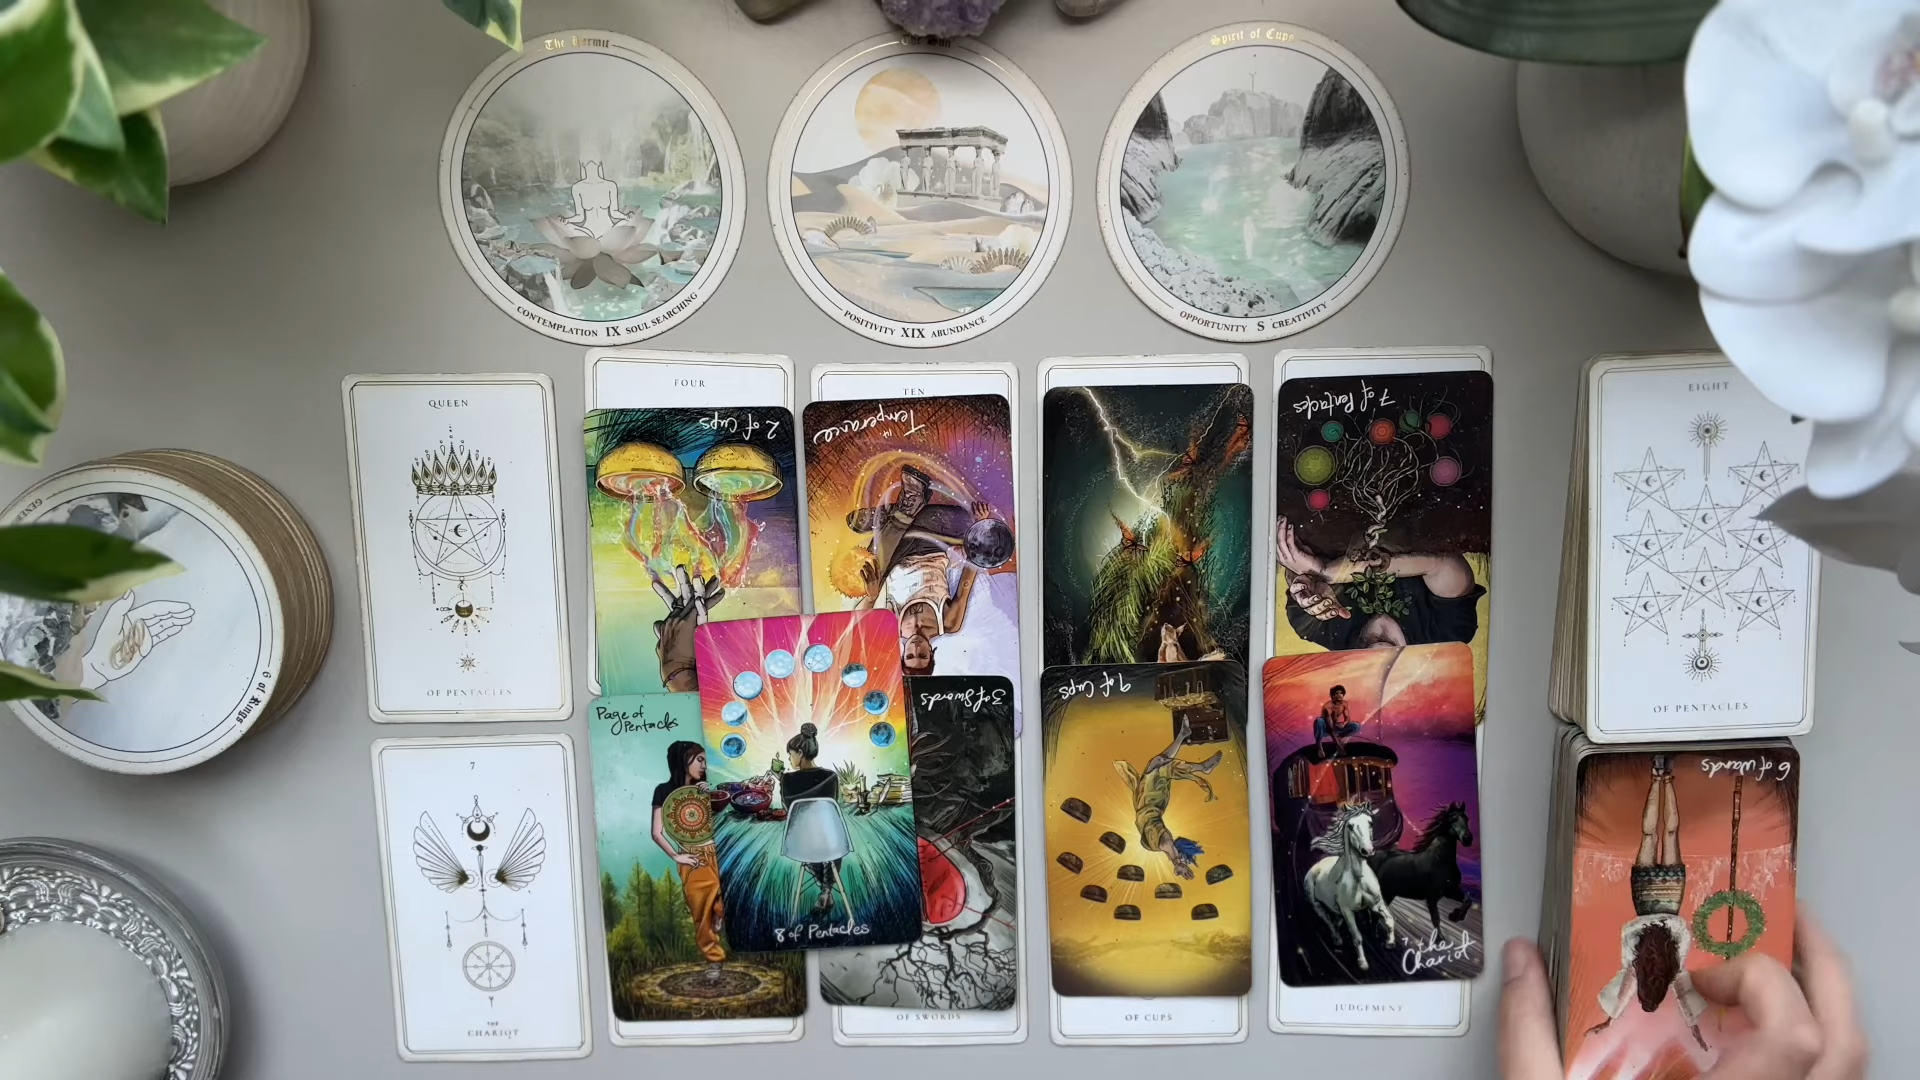 The Hermit
CONTEMPLATION IX SOUL SEARCHING
The Sun
POSITIVITY XIX ABUNDANCE
Spirit of Cups
OPPORTUNITY S CREATIVITY
6 of Rings
QUEEN
OF PENTACLES
7
THE
CHARIOT
FOUR
2 of Cups
Page of
Pentacles
TEN
14
Temperance
3 of Swords
8 of Pentacles
OF SWORDS
9 of Cups
OF CUPS
7 of Pentacles
7 the
Chariot
JUDGEMENT
EIGHT
OF PENTACLES
6 of wands